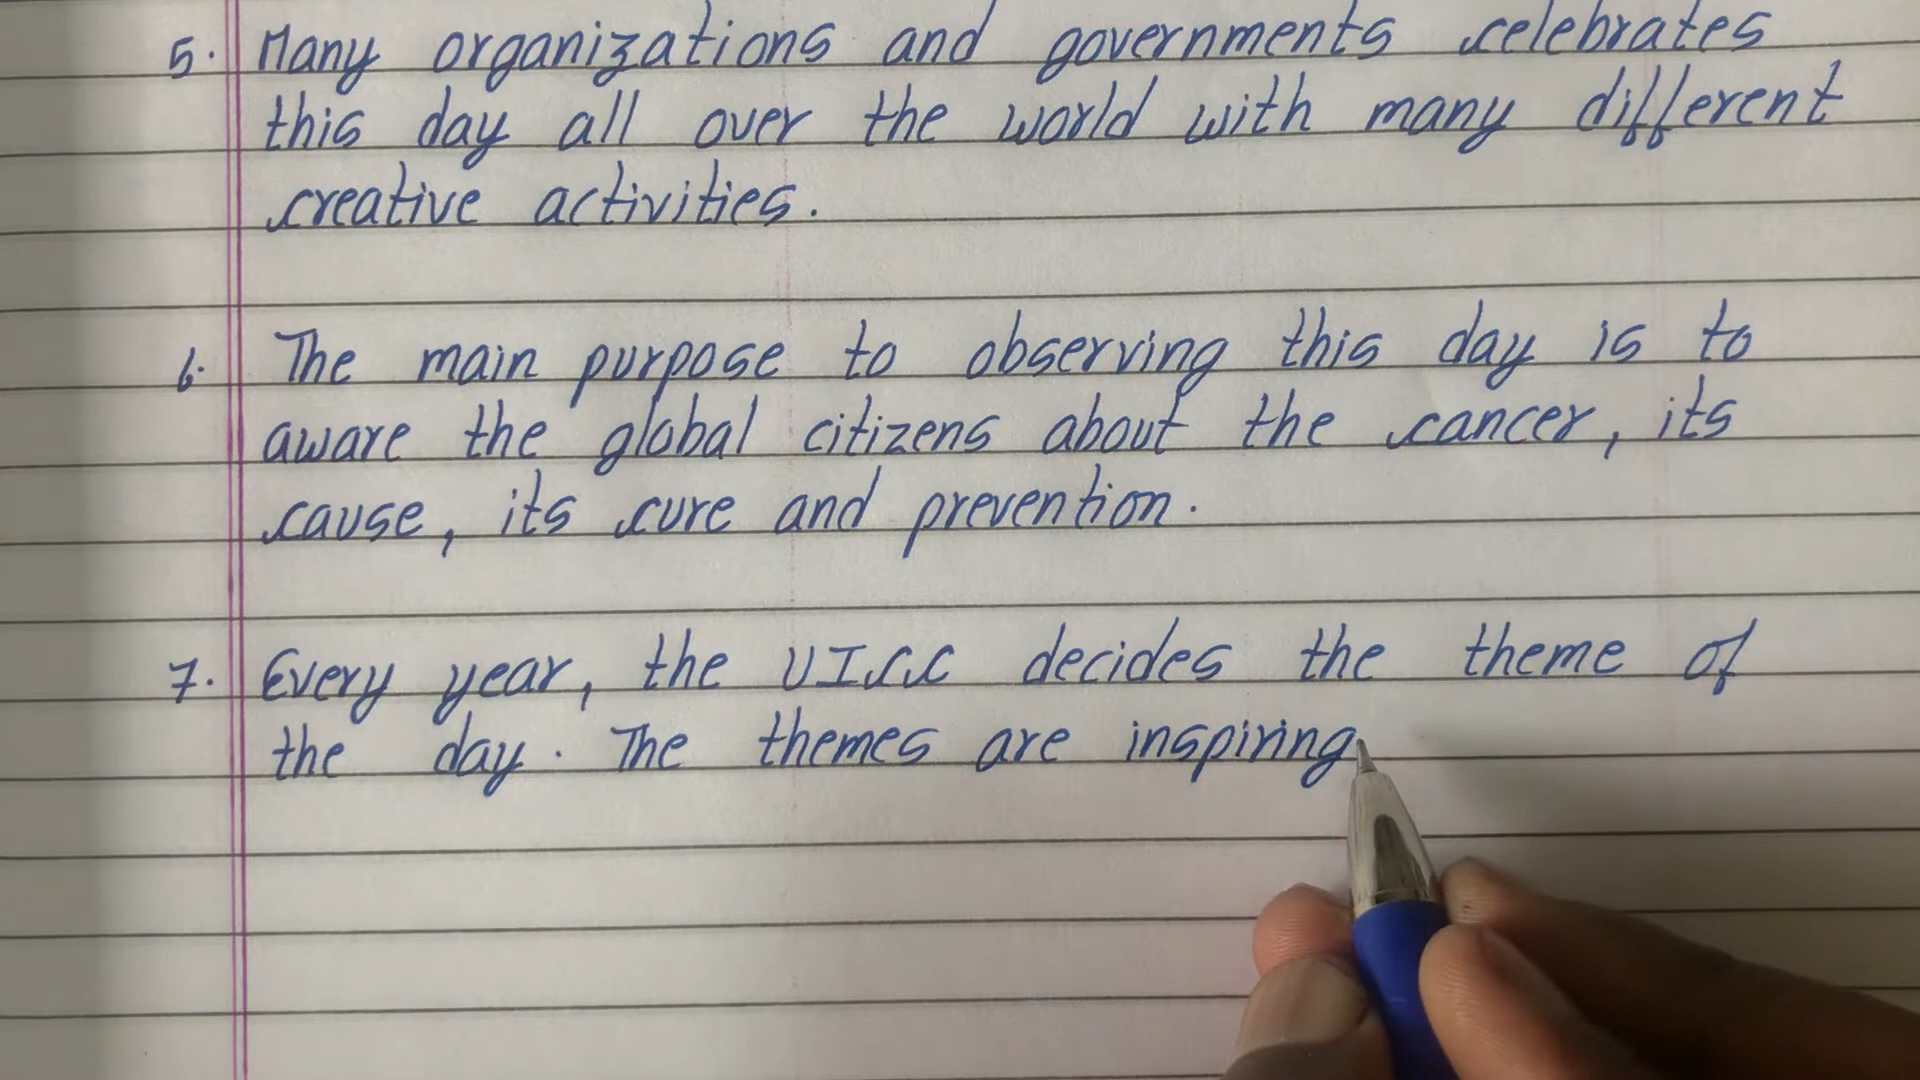 5. Many organizations and governments celebrates
this day all over the world with many different
creative activities.
6. The main purpose to observing this day is to
aware the global citizens about the cancer, its
cause, its cure and prevention.
7. Every year, the UICC decides the theme of
the day. The themes are inspiring